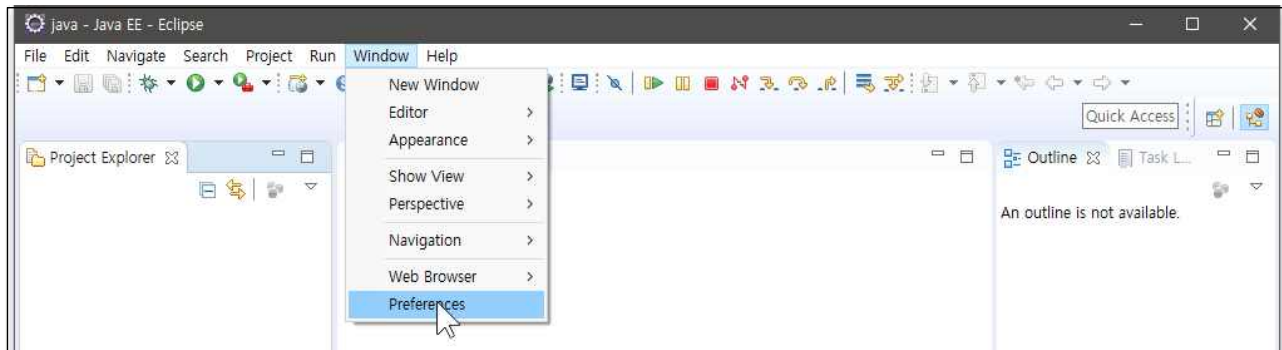 java - Java EE - Eclipse
File Edit Navigate Search Project Run Window Help
New Window
Editor
Appearance
Show View
Perspective
Navigation
Web Browser
Preferences
Quick Access
Project Explorer
Outline Task L...
An outline is not available.